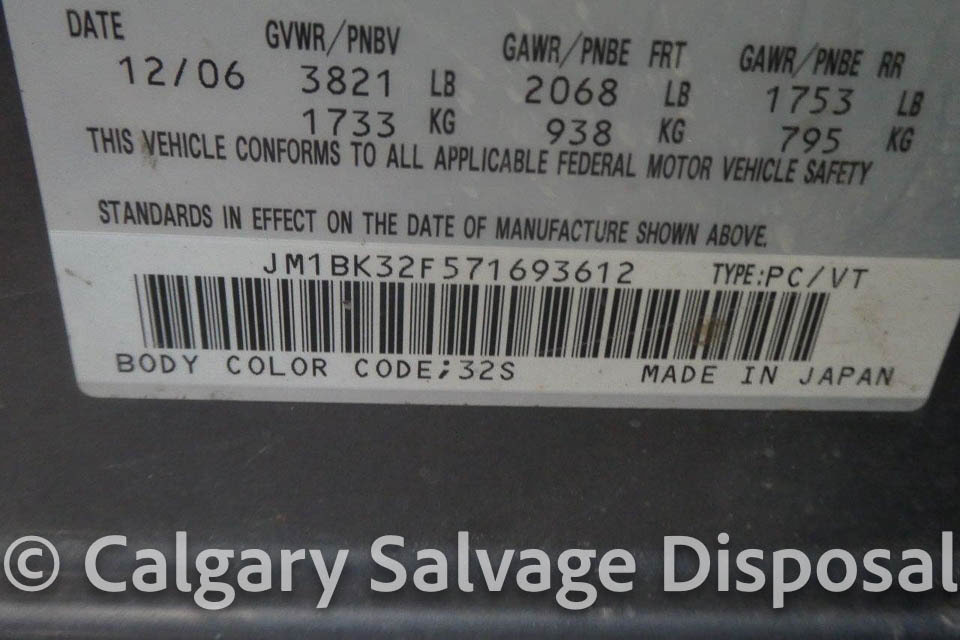 DATE GVWR/PNBV GAWR/PNBE FRT GAWR/PNBE RR
12/06 3821 LB 2068 LB 1753 LB
1733 KG 938 KG 795 KG
THIS VEHICLE CONFORMS TO ALL APPLICABLE FEDERAL MOTOR VEHICLE SAFETY
STANDARDS IN EFFECT ON THE DATE OF MANUFACTURE SHOWN ABOVE.
JM1BK32F571693612 TYPE:PC/VT
BODY COLOR CODE;32S MADE IN JAPAN
© Calgary Salvage Disposal